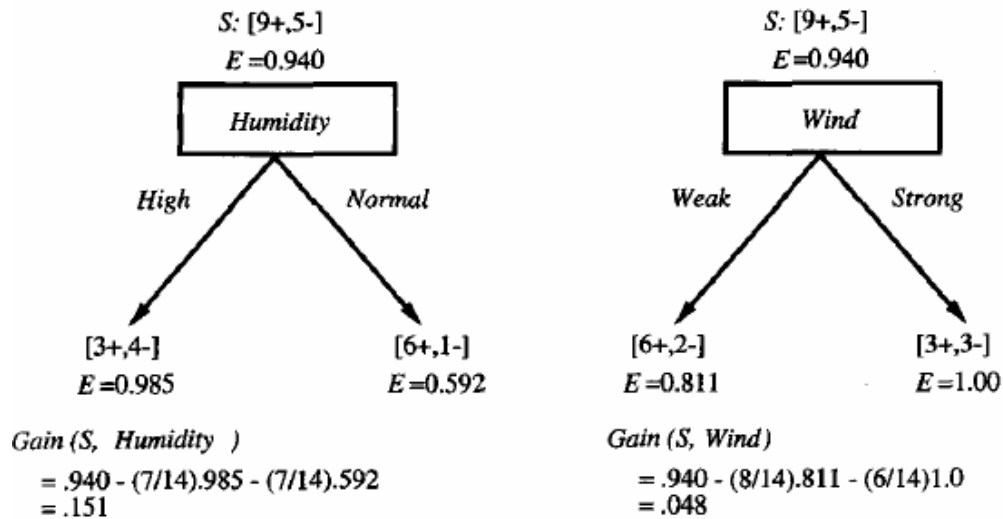 S: [9+,5-]
E =0.940
Humidity
High
Normal
[3+,4-]
E =0.985
[6+,1-]
E =0.592
Gain (S, Humidity )
= .940 - (7/14).985 - (7/14).592
= .151
S: [9+,5-]
E =0.940
Wind
Weak
Strong
[6+,2-]
E =0.811
[3+,3-]
E =1.00
Gain (S, Wind)
= .940 - (8/14).811 - (6/14)1.0
= .048